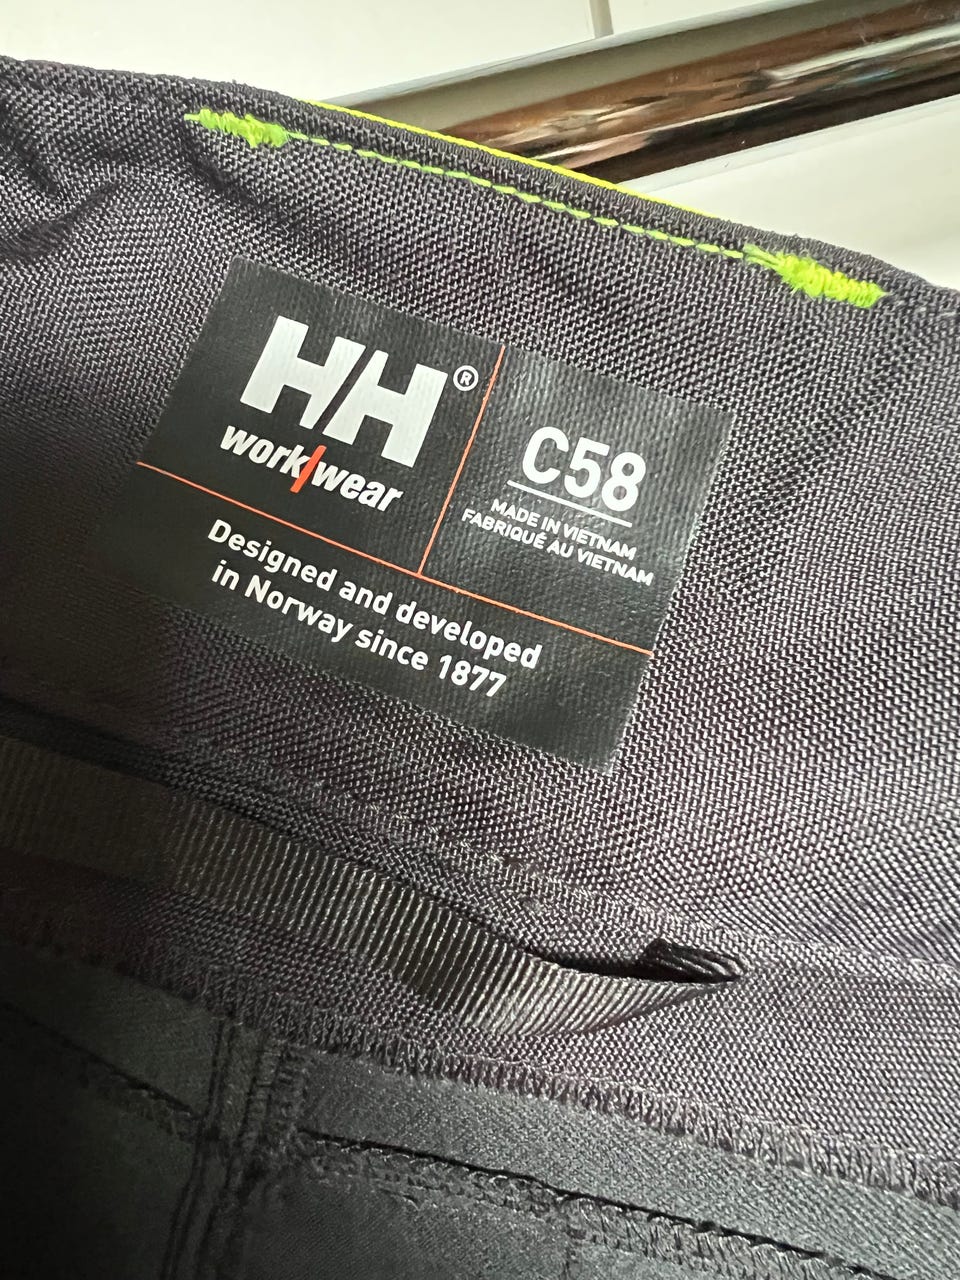 HH®
work/wear
C58
MADE IN VIETNAM
FABRIQUÉ AU VIETNAM
Designed and developed
in Norway since 1877